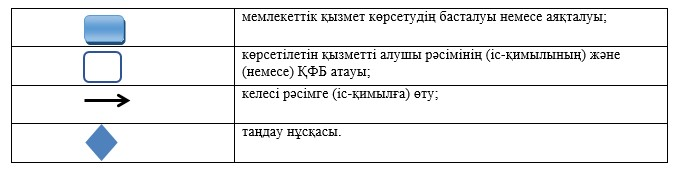 мемлекеттік қызмет көрсетудің басталуы немесе аяқталуы;
көрсетілетін қызметті алушы рәсімінің (іс-қимылының) және
(немесе) ҚФБ атауы;
келесі рәсімге (іс-қимылға) өту;
таңдау нұсқасы.